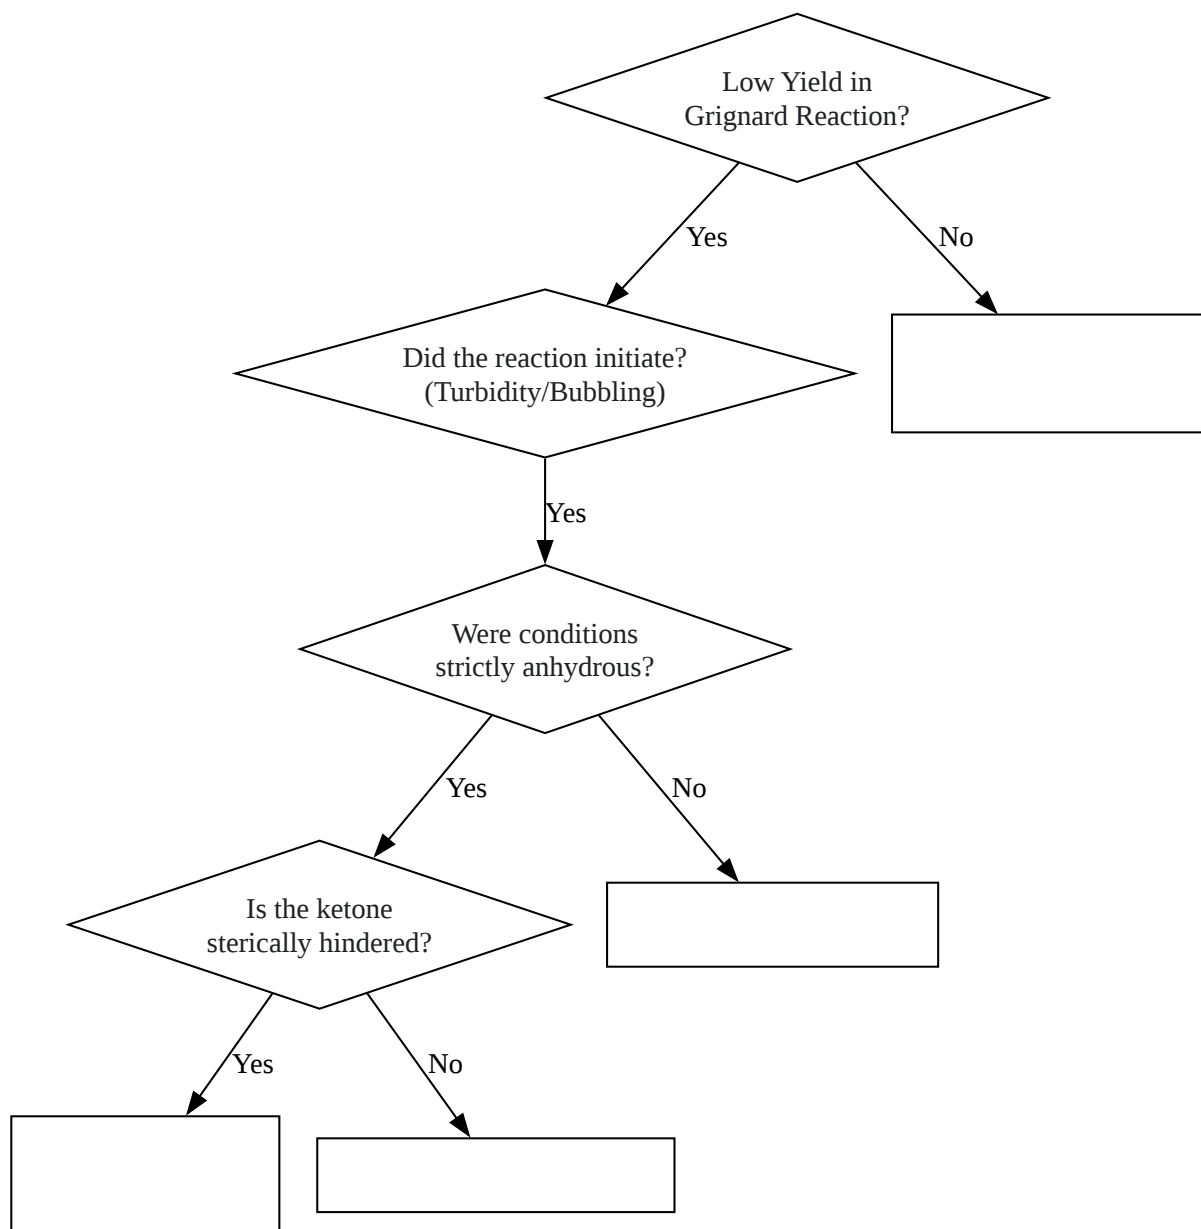 Low Yield in
Grignard Reaction?
Yes
No
Did the reaction initiate?
(Turbidity/Bubbling)
Yes
Were conditions
strictly anhydrous?
Yes
No
Is the ketone
sterically hindered?
Yes
No